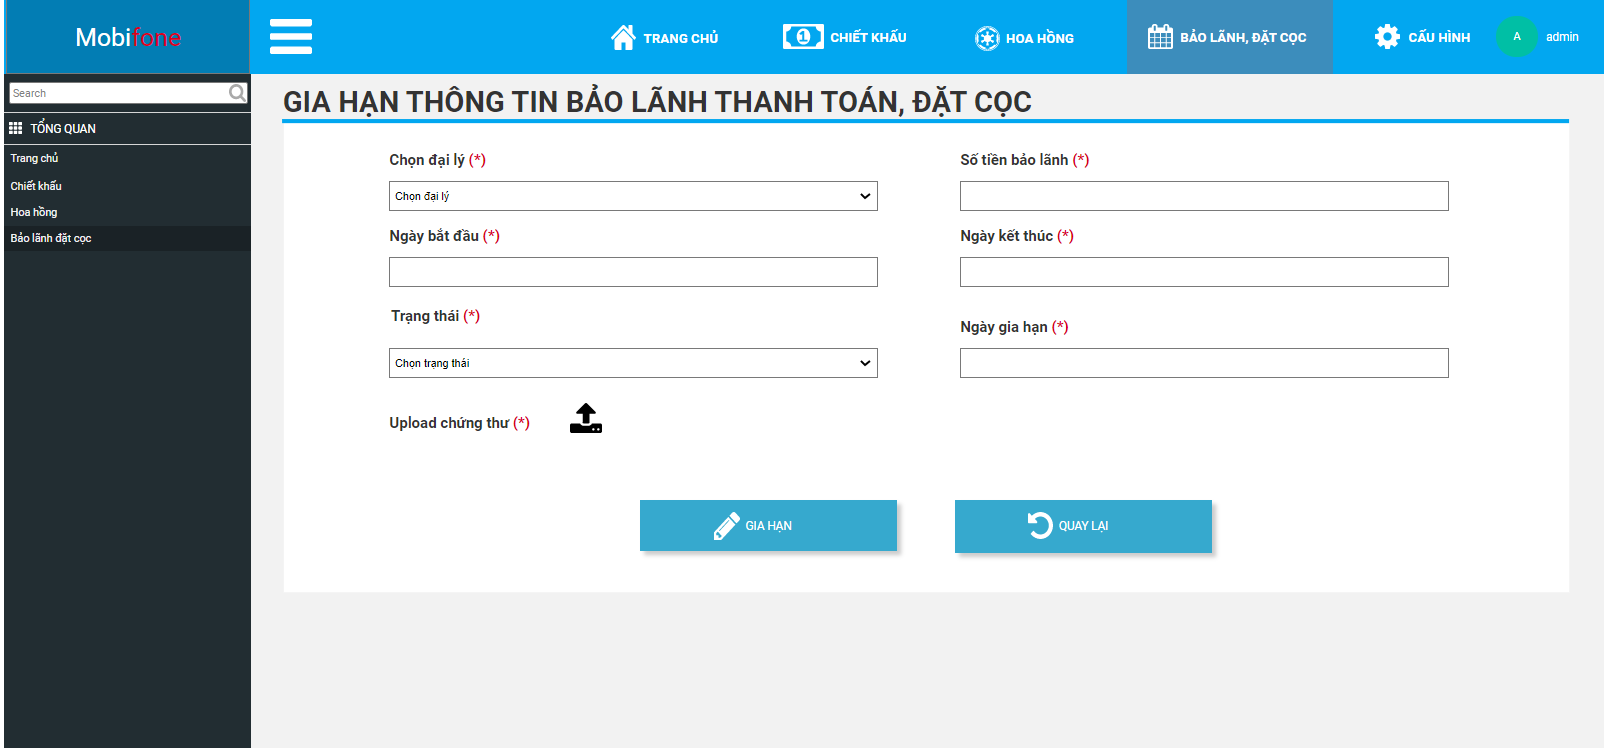 Mobifone
TRANG CHỦ
1
CHIẾT KHẤU
HOA HỒNG
BẢO LÃNH, ĐẶT CỌC
CẤU HÌNH
A
admin
Search
TỔNG QUAN
Trang chủ
Chiết khấu
Hoa hồng
Bảo lãnh đặt cọc
GIA HẠN THÔNG TIN BẢO LÃNH THANH TOÁN, ĐẶT CỌC
Chọn đại lý (*)
Số tiền bảo lãnh (*)
Chọn đại lý
Ngày bắt đầu (*)
Ngày kết thúc (*)
Trạng thái (*)
Ngày gia hạn (*)
Chọn trạng thái
Upload chứng thư (*)
GIA HẠN
QUAY LẠI